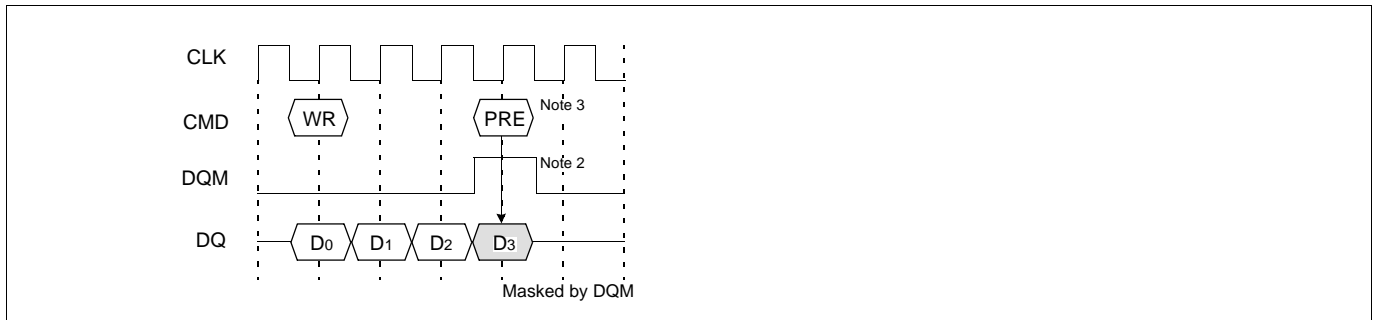 CLK
CMD WR PRE Note 3
DQM Note 2
DQ D0 D1 D2 D3
Masked by DQM